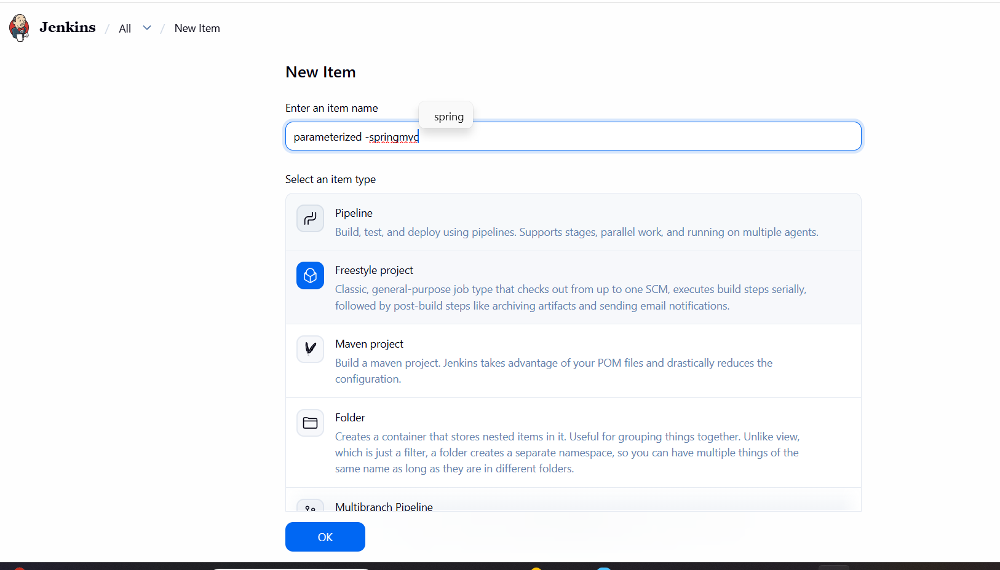 Jenkins / All / New Item
New Item
Enter an item name
spring
parameterized -springmvc
Select an item type
Pipeline
Build, test, and deploy using pipelines. Supports stages, parallel work, and running on multiple agents.
Freestyle project
Classic, general-purpose job type that checks out from up to one SCM, executes build steps serially,
followed by post-build steps like archiving artifacts and sending email notifications.
Maven project
Build a maven project. Jenkins takes advantage of your POM files and drastically reduces the
configuration.
Folder
Creates a container that stores nested items in it. Useful for grouping things together. Unlike view,
which is just a filter, a folder creates a separate namespace, so you can have multiple things of the
same name as long as they are in different folders.
Multibranch Pipeline
OK